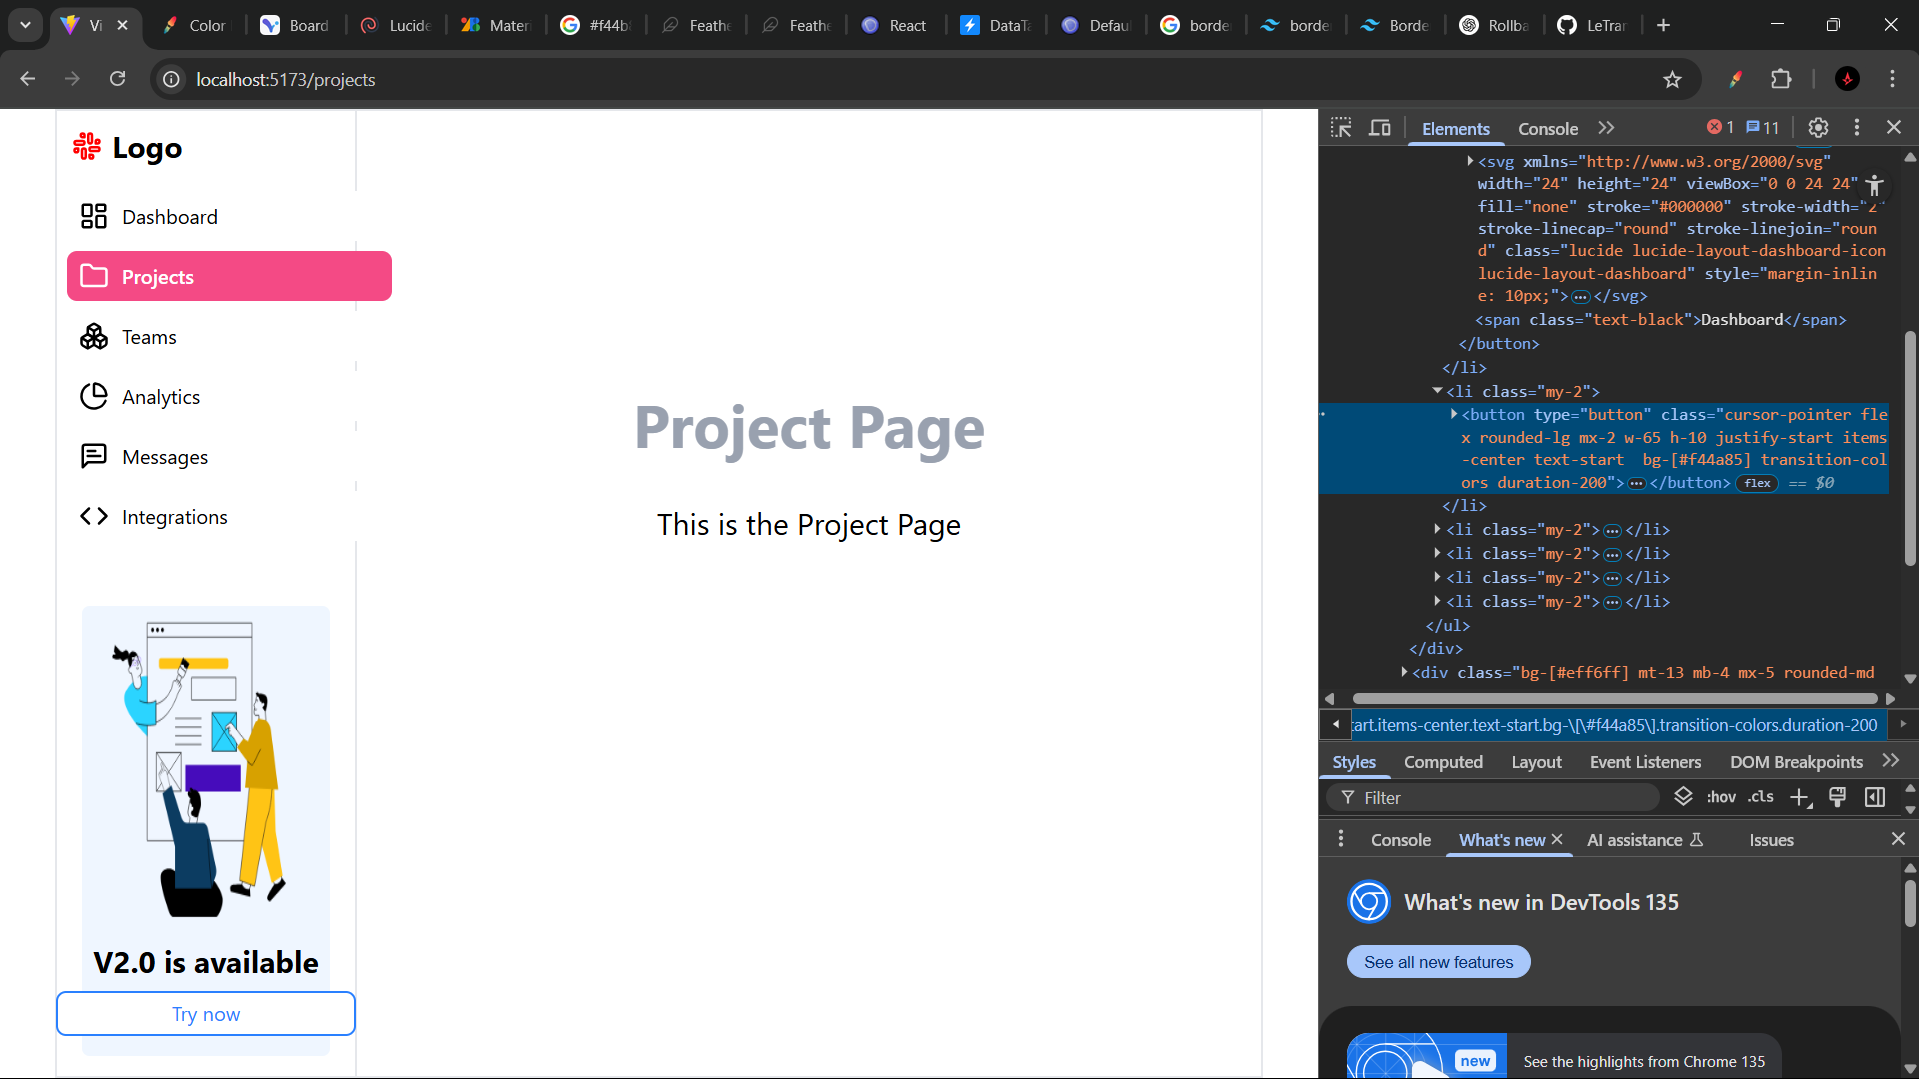 Vi
Color
Board
Lucide
Mater
#f44b8
Feathe
Feathe
React
DataTa
Defaul
borde
borde
Borde
Rollba
LeTran
localhost:5173/projects
Logo
Dashboard
Projects
Teams
Analytics
Messages
Integrations
V2.0 is available
Try now
Project Page
This is the Project Page
Elements
Console
1
11
<svg xmlns="http://www.w3.org/2000/svg"
width="24" height="24" viewBox="0 0 24 24"
fill="none" stroke="#000000" stroke-width="2"
stroke-linecap="round" stroke-linejoin="roun
d" class="lucide lucide-layout-dashboard-icon
lucide-layout-dashboard" style="margin-inlin
e: 10px;">…</svg>
<span class="text-black">Dashboard</span>
</button>
</li>
<li class="my-2">
<button type="button" class="cursor-pointer fle
x rounded-lg mx-2 w-65 h-10 justify-start items
-center text-start  bg-[#f44a85] transition-col
ors duration-200">…</button> flex == $0
</li>
<li class="my-2">…</li>
<li class="my-2">…</li>
<li class="my-2">…</li>
<li class="my-2">…</li>
</ul>
</div>
<div class="bg-[#eff6ff] mt-13 mb-4 mx-5 rounded-md
art.items-center.text-start.bg-\[\#f44a85\].transition-colors.duration-200
Styles
Computed
Layout
Event Listeners
DOM Breakpoints
Filter
:hov
.cls
Console
What's new
AI assistance
Issues
What's new in DevTools 135
See all new features
new
See the highlights from Chrome 135